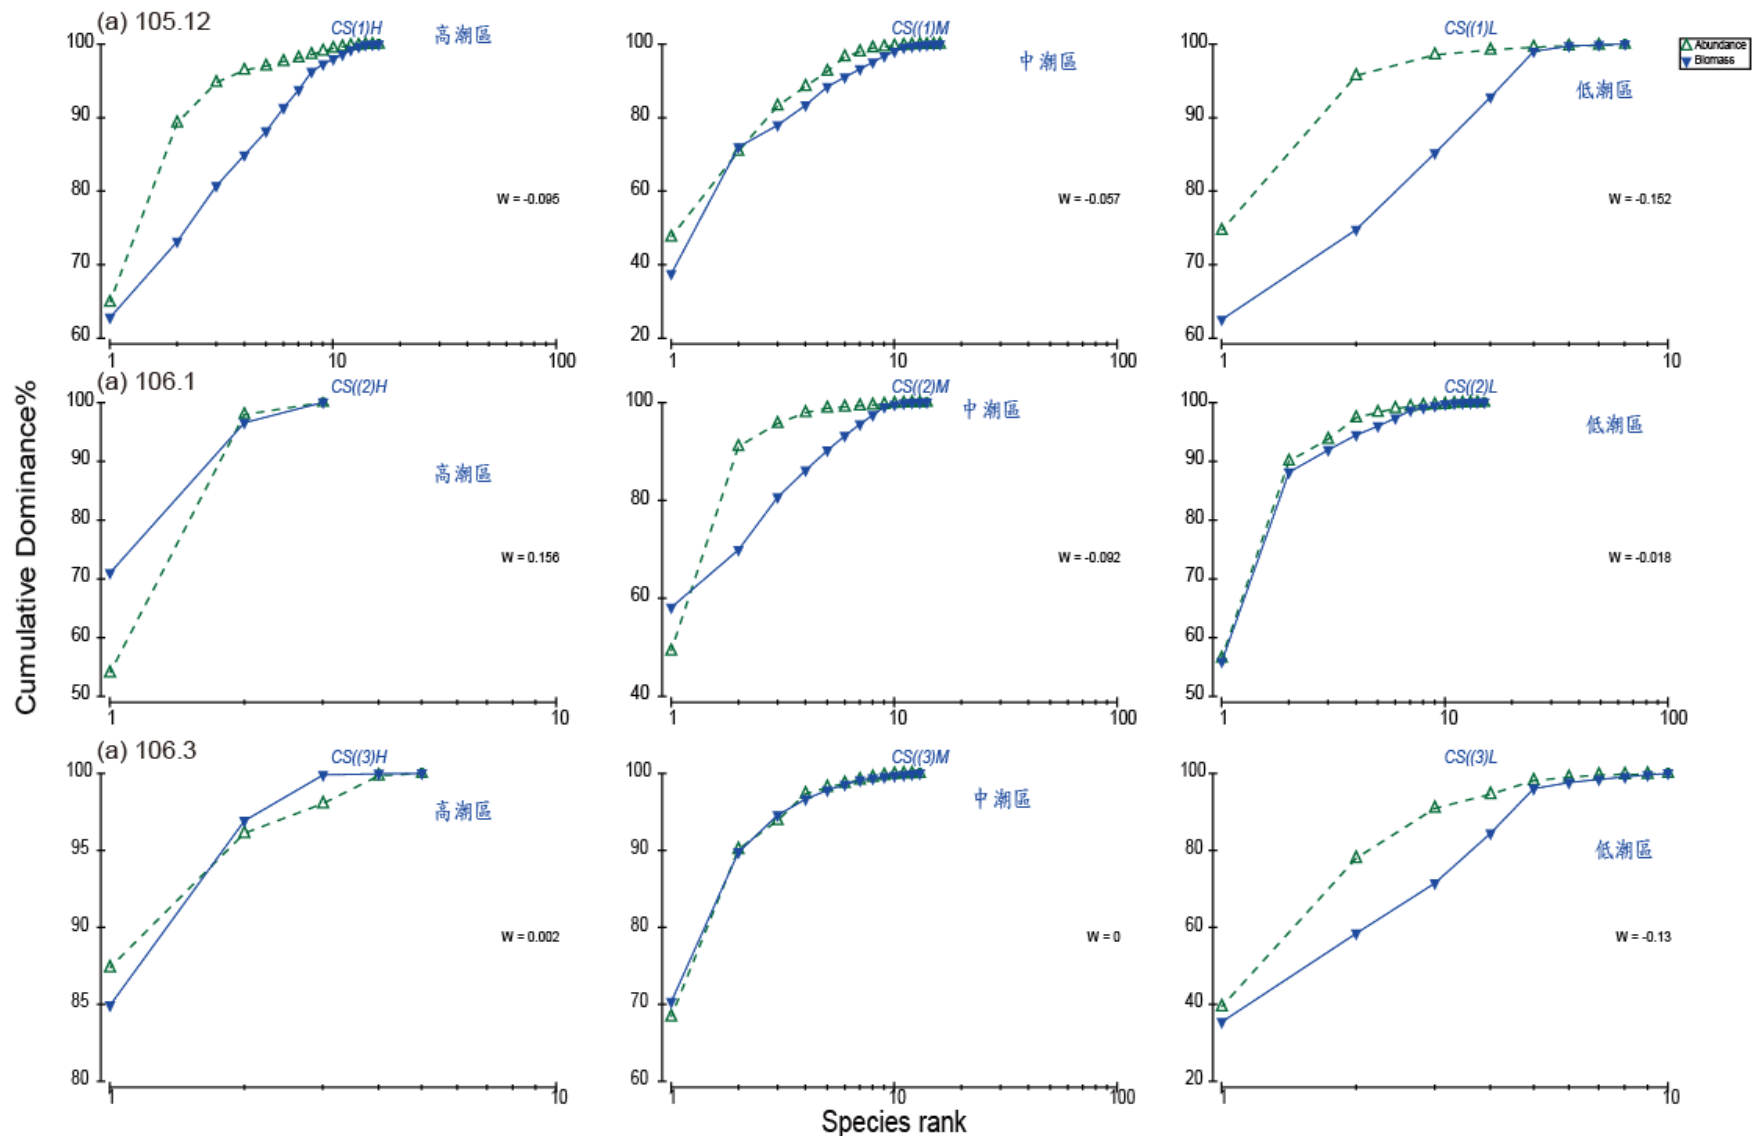 (a) 105.12
CS(1)H
高潮區
100
90
80
70
60
W = -0.095
1
10
100
CS((1)M
中潮區
100
80
60
40
20
W = -0.057
1
10
100
CS((1)L
低潮區
100
90
80
70
60
W = -0.152
1
10
Abundance
Biomass
(a) 106.1
CS((2)H
高潮區
100
90
80
70
60
50
W = 0.156
1
10
CS((2)M
中潮區
100
80
60
40
W = -0.092
1
10
100
CS((2)L
低潮區
100
90
80
70
60
50
W = -0.018
1
10
100
(a) 106.3
CS((3)H
高潮區
100
95
90
85
80
W = 0.002
1
10
CS((3)M
中潮區
100
90
80
70
60
W = 0
1
10
100
CS((3)L
低潮區
100
80
60
40
20
W = -0.13
1
10
Cumulative Dominance%
Species rank